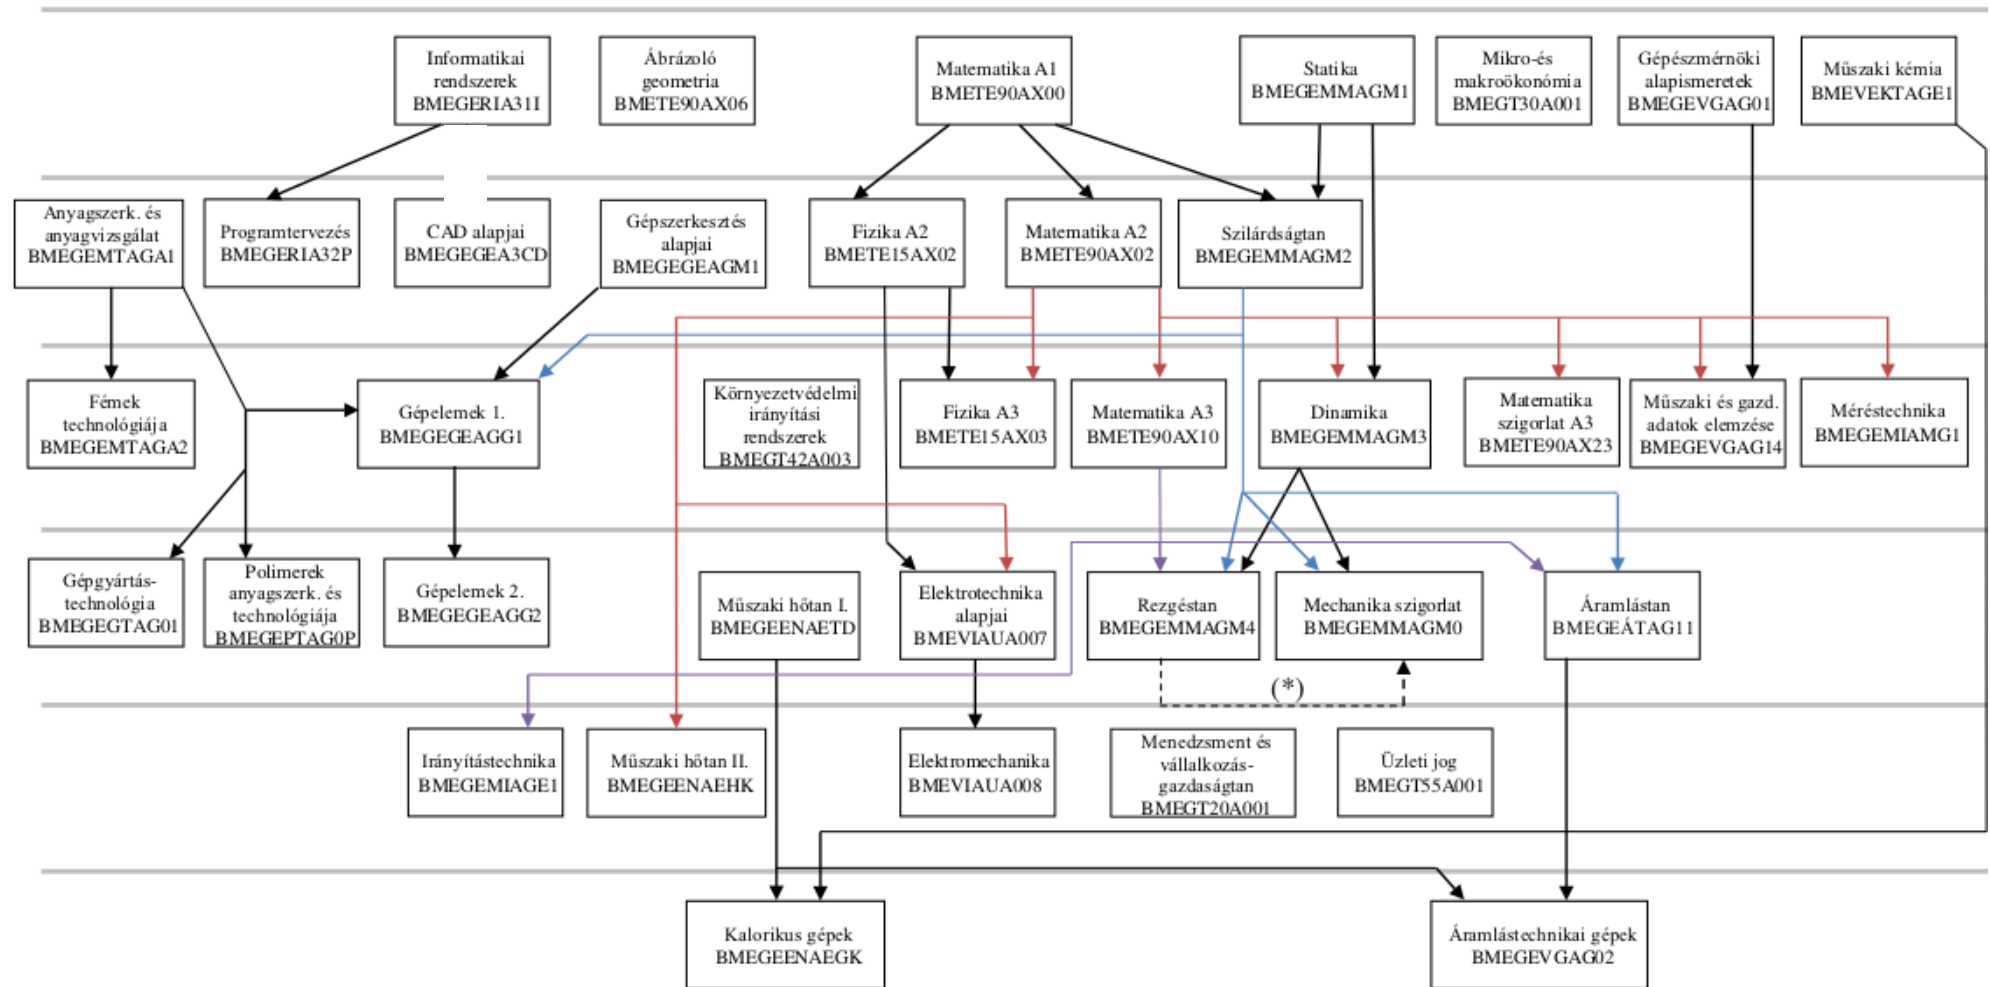 Informatikai
rendszerek
BMEGERIA31I
Ábrázoló
geometria
BMETE90AX06
Matematika A1
BMETE90AX00
Statika
BMEGEMMAGM1
Mikro-és
makroökonómia
BMEGT30A001
Gépészmérnöki
alapismeretek
BMEGEVGAG01
Műszaki kémia
BMEVEKTAGE1
Anyagszerk. és
anyagvizsgálat
BMEGEMTAGA1
Programtervezés
BMEGERIA32P
CAD alapjai
BMEGEGEA3CD
Gépszerkesztés
alapjai
BMEGEGEAGM1
Fizika A2
BMETE15AX02
Matematika A2
BMETE90AX02
Szilárdságtan
BMEGEMMAGM2
Fémek
technológiája
BMEGEMTAGA2
Gépelemek 1.
BMEGEGEAGG1
Környezetvédelmi
irányítási
rendszerek
BMEGT42A003
Fizika A3
BMETE15AX03
Matematika A3
BMETE90AX10
Dinamika
BMEGEMMAGM3
Matematika
szigorlat A3
BMETE90AX23
Műszaki és gazd.
adatok elemzése
BMEGEVGAG14
Méréstechnika
BMEGEMIAMG1
Gépgyártás-
technológia
BMEGEGTAG01
Polimerek
anyagszerk. és
technológiája
BMEGEPTAG0P
Gépelemek 2.
BMEGEGEAGG2
Műszaki hőtan I.
BMEGEENAETD
Elektrotechnika
alapjai
BMEVIAUA007
Rezgéstan
BMEGEMMAGM4
Mechanika szigorlat
BMEGEMMAGM0
Áramlástan
BMEGEÁTAG11
(*)
Irányítástechnika
BMEGEMIAGE1
Műszaki hőtan II.
BMEGEENAEHK
Elektromechanika
BMEVIAUA008
Menedzsment és
vállalkozás-
gazdaságtan
BMEGT20A001
Üzleti jog
BMEGT55A001
Kalorikus gépek
BMEGEENAEGK
Áramlástechnikai gépek
BMEGEVGAG02